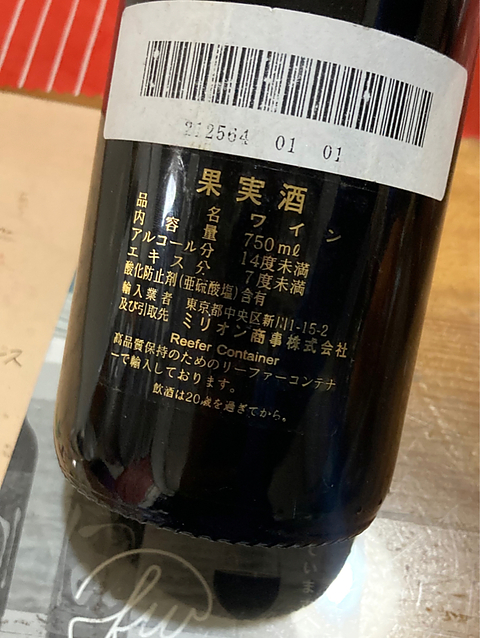 212564 01 01
果実酒
品名 ワイン
内容量 750mℓ
アルコール分 14度未満
エキス分 7度未満
酸化防止剤(亜硫酸塩)含有
輸入業者 東京都中央区新川1-15-2
及び引取先 ミリオン商事株式会社
Reefer Container
高品質保持のためのリーファーコンテナ
ーで輸入しております。
飲酒は20歳を過ぎてから。
ス